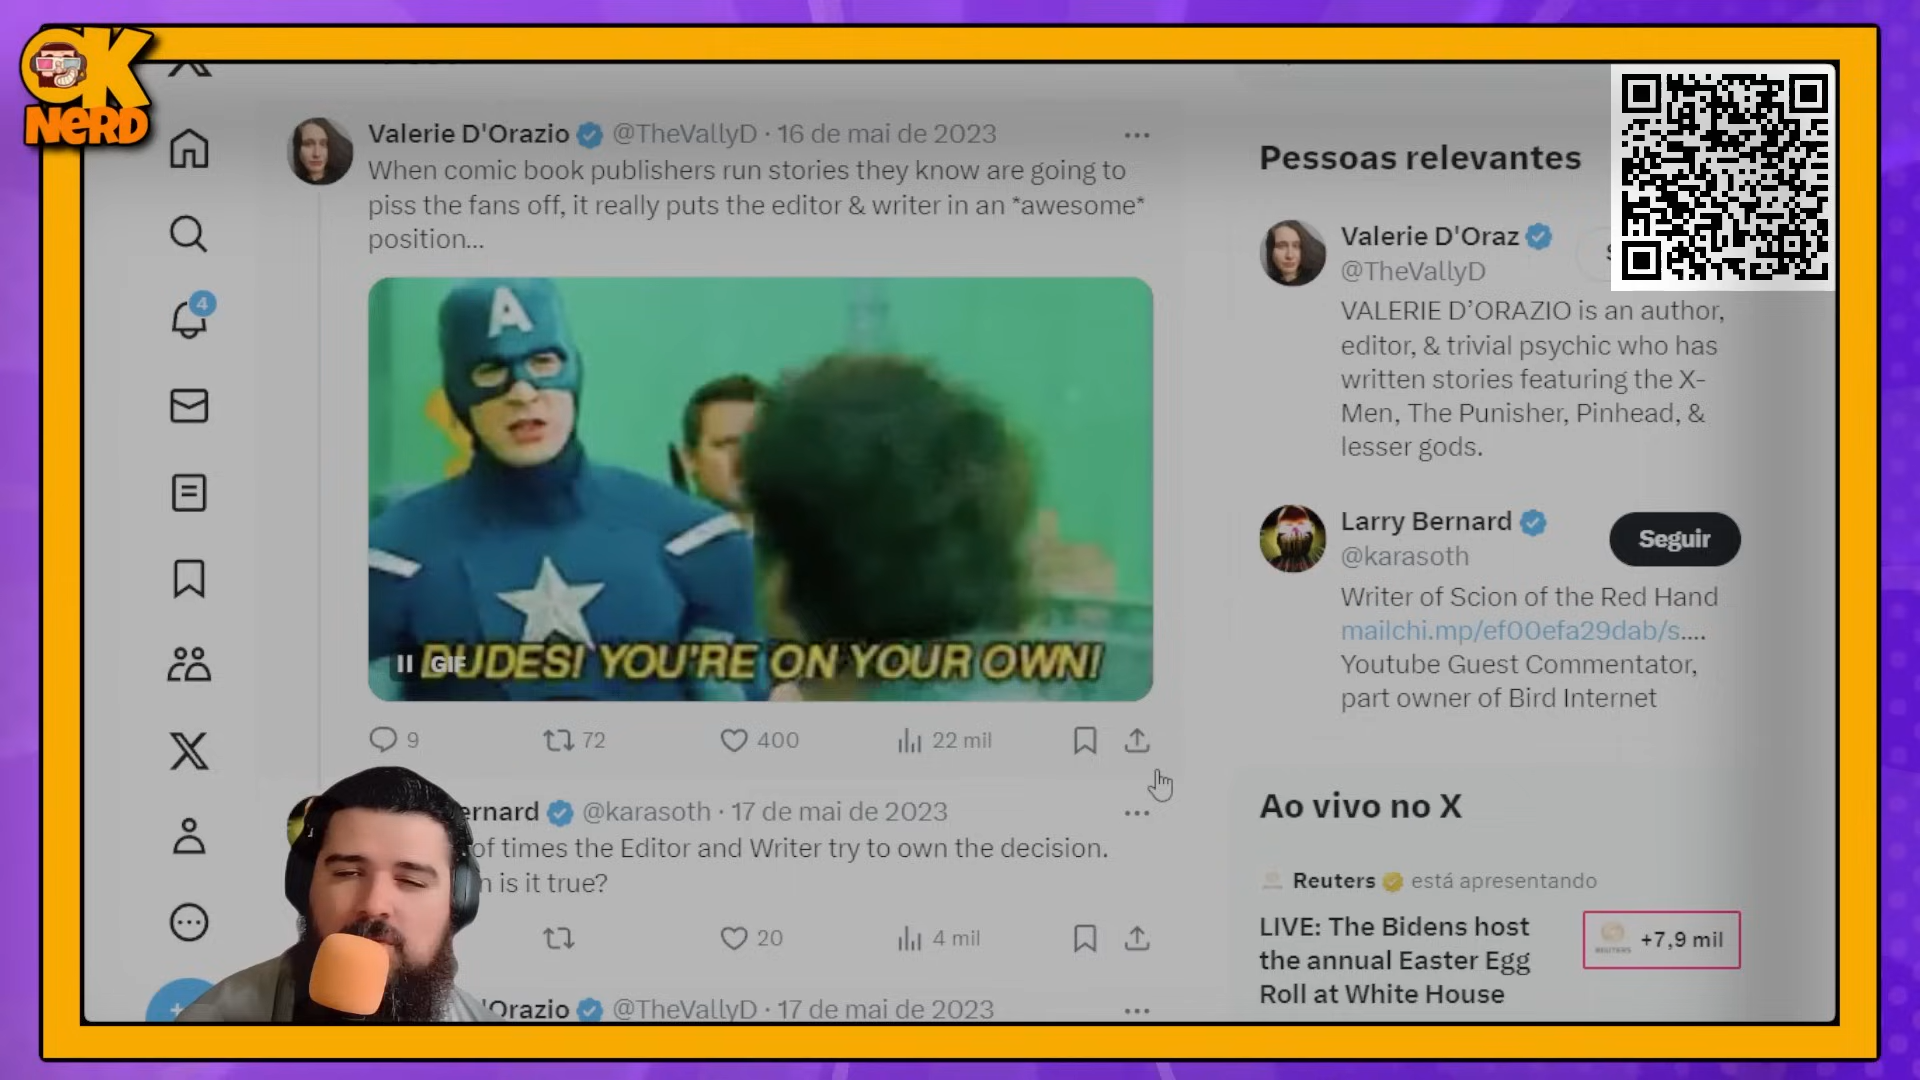 OK
NERD
Valerie D'Orazio @TheVallyD · 16 de mai de 2023
When comic book publishers run stories they know are going to
piss the fans off, it really puts the editor & writer in an *awesome*
position...
DUDES! YOU'RE ON YOUR OWN!
GIF
9 72 400 22 mil
ernard @karasoth · 17 de mai de 2023
of times the Editor and Writer try to own the decision.
is it true?
20 4 mil
'Orazio @TheVallyD · 17 de mai de 2023
4
Pessoas relevantes
Valerie D'Oraz
@TheVallyD
VALERIE D'ORAZIO is an author,
editor, & trivial psychic who has
written stories featuring the X-
Men, The Punisher, Pinhead, &
lesser gods.
Larry Bernard
@karasoth
Seguir
Writer of Scion of the Red Hand
mailchi.mp/ef00efa29dab/s....
Youtube Guest Commentator,
part owner of Bird Internet
Ao vivo no X
Reuters está apresentando
LIVE: The Bidens host
the annual Easter Egg
Roll at White House
REUTERS
+7,9 mil